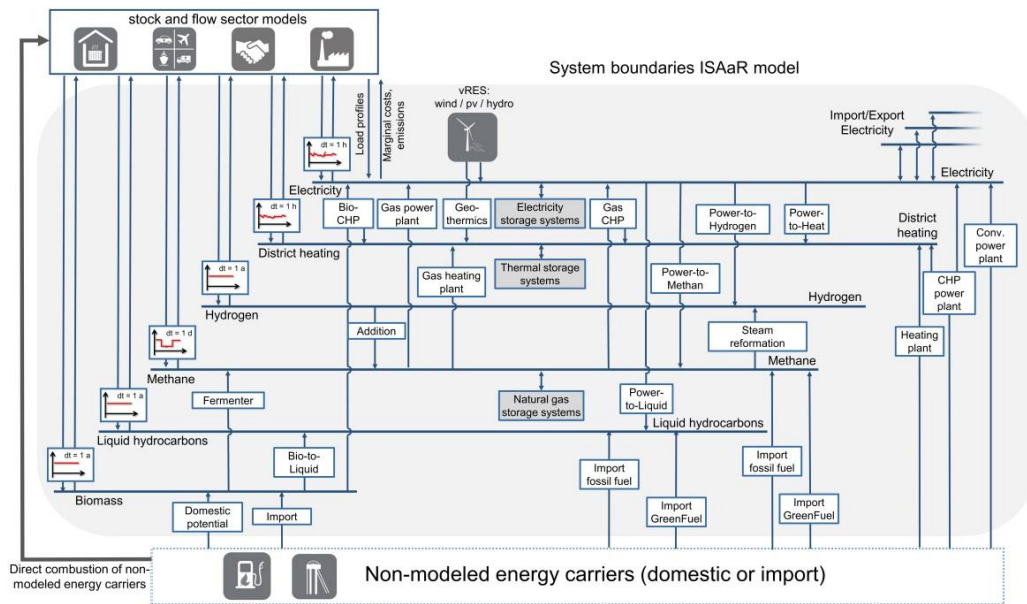 stock and flow sector models
System boundaries ISAaR model
vRES:
wind / pv / hydro
Load profiles
Marginal costs,
emissions
Import/Export
Electricity
dt = 1 h
Electricity
Electricity
dt = 1 h
Bio-
CHP
Gas power
plant
Geo-
thermics
Electricity
storage systems
Gas
CHP
Power-to-
Hydrogen
Power-
to-Heat
District
heating
Conv.
power
plant
District heating
dt = 1 a
Gas heating
plant
Thermal storage
systems
Power-to-
Methan
CHP
power
plant
Hydrogen
Hydrogen
dt = 1 d
Addition
Steam
reformation
Heating
plant
Methane
Methane
dt = 1 a
Fermenter
Natural gas
storage systems
Power-
to-Liquid
Liquid hydrocarbons
Liquid hydrocarbons
dt = 1 a
Bio-to-
Liquid
Import
fossil fuel
Import
fossil fuel
Biomass
Domestic
potential
Import
Import
GreenFuel
Import
GreenFuel
Direct combustion of non-
modeled energy carriers
Non-modeled energy carriers (domestic or import)